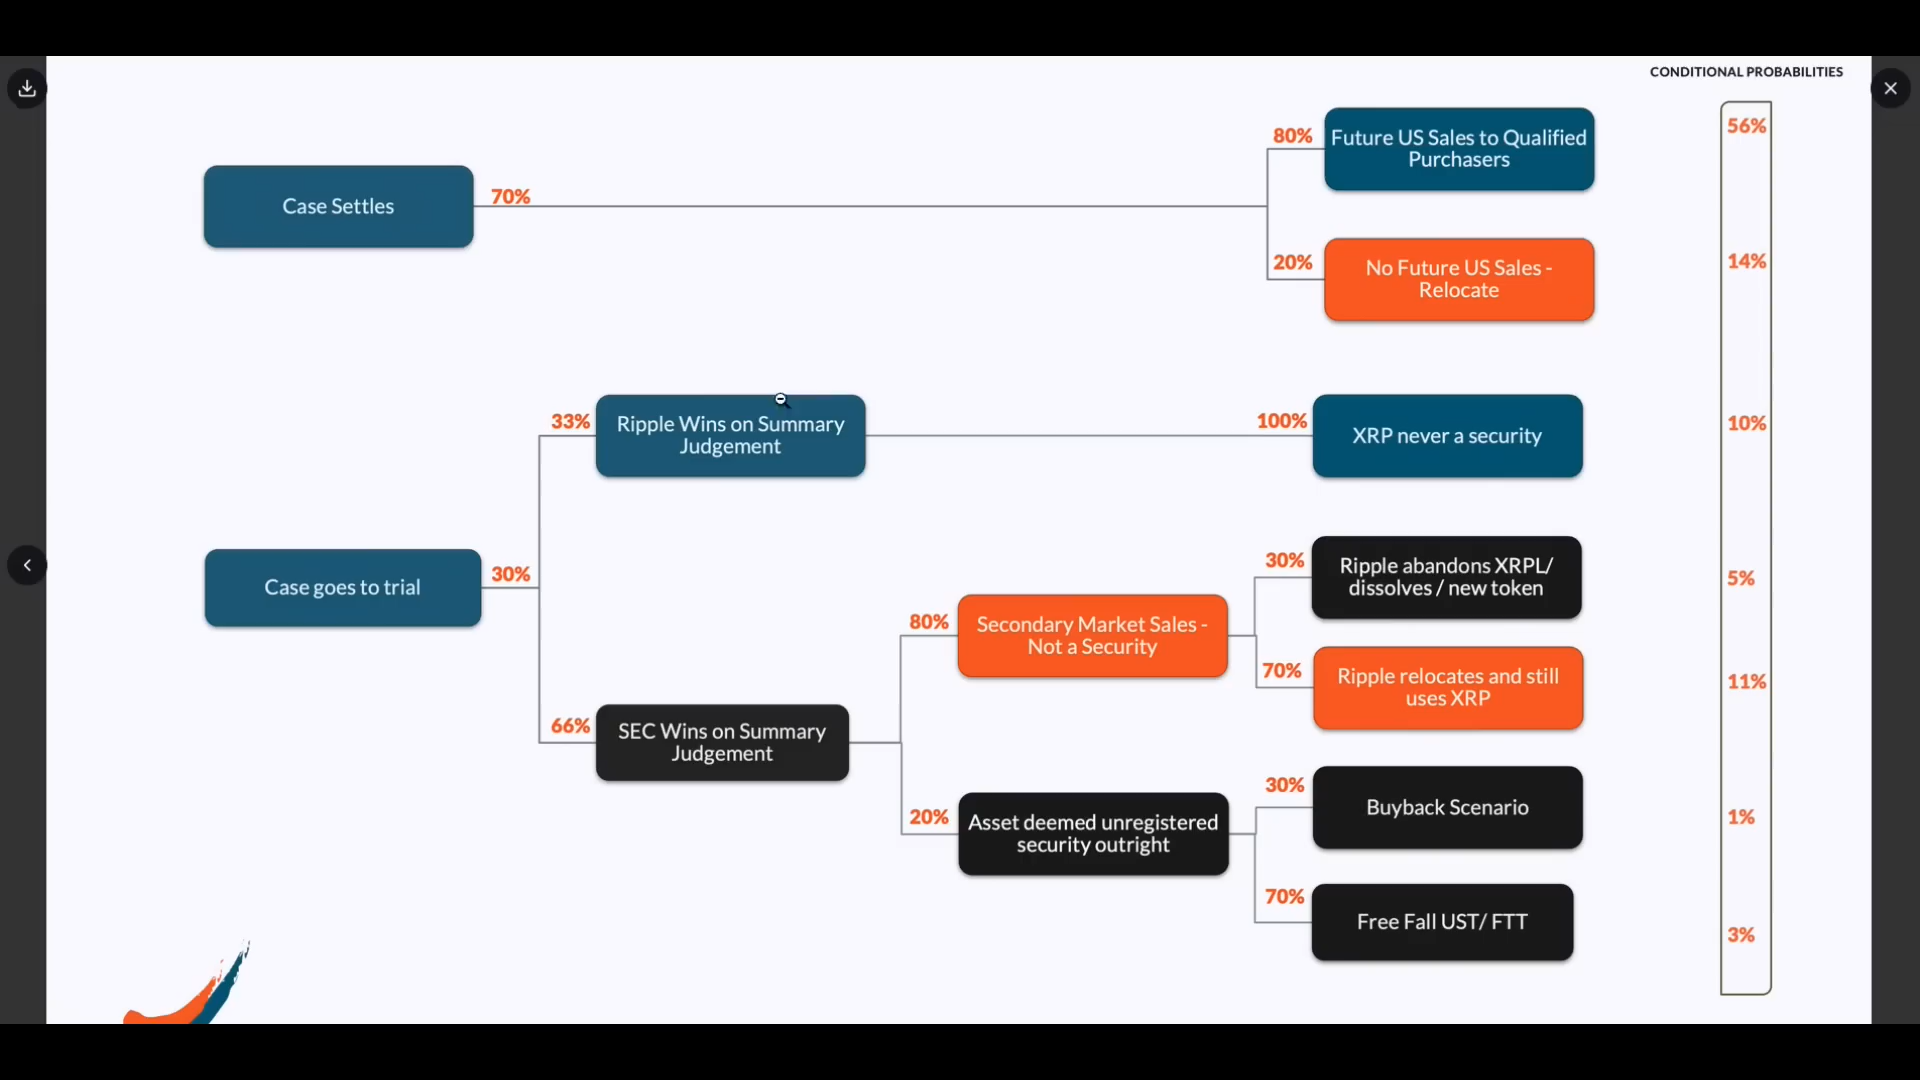 CONDITIONAL PROBABILITIES
56%
80%
Future US Sales to Qualified
Purchasers
70%
Case Settles
20%
No Future US Sales -
Relocate
14%
33%
Ripple Wins on Summary
Judgement
100%
XRP never a security
10%
30%
Case goes to trial
30%
Ripple abandons XRPL/
dissolves / new token
5%
80%
Secondary Market Sales -
Not a Security
70%
Ripple relocates and still
uses XRP
11%
66%
SEC Wins on Summary
Judgement
20%
Asset deemed unregistered
security outright
30%
Buyback Scenario
1%
70%
Free Fall UST/ FTT
3%